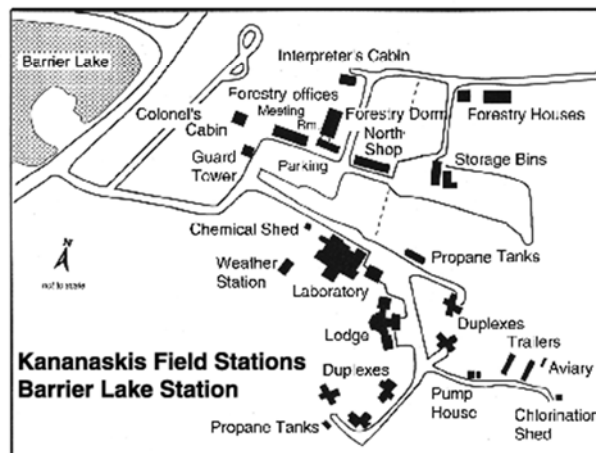 Interpreter's Cabin
Barrier Lake
Forestry offices
Meeting
Rm.
Forestry Dorm
Forestry Houses
Colonel's
Cabin
North
Shop
Guard
Tower
Parking
Storage Bins
N
not to scale
Chemical Shed
Weather
Station
Propane Tanks
Laboratory
Lodge
Duplexes
Trailers
Aviary
Kananaskis Field Stations
Barrier Lake Station
Duplexes
Pump
House
Chlorination
Shed
Propane Tanks